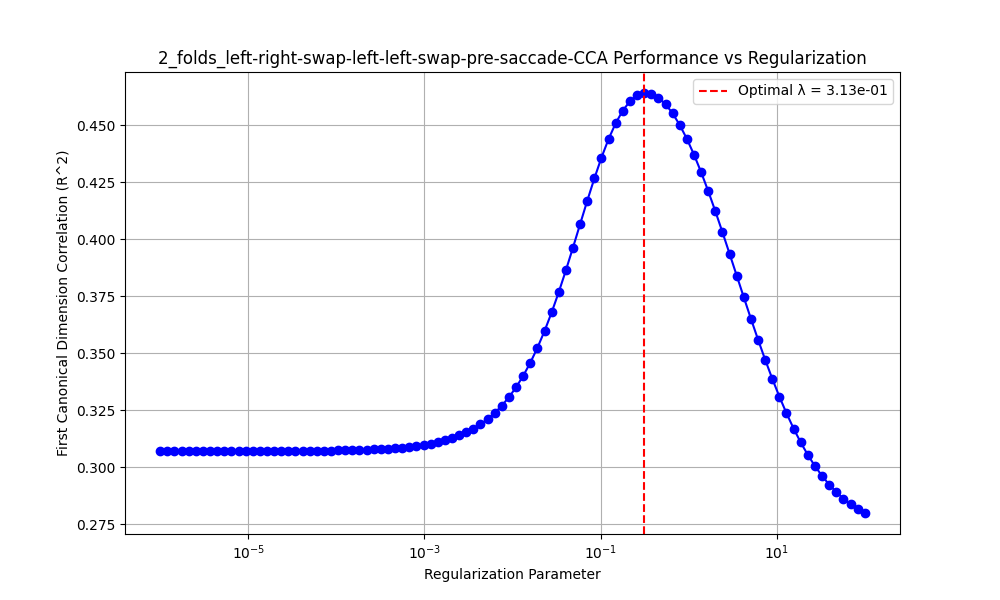 2_folds_left-right-swap-left-left-swap-pre-saccade-CCA Performance vs Regularization
Optimal λ = 3.13e-01
First Canonical Dimension Correlation (R^2)
0.450
0.425
0.400
0.375
0.350
0.325
0.300
0.275
10⁻⁵ 10⁻³ 10⁻¹ 10¹
Regularization Parameter